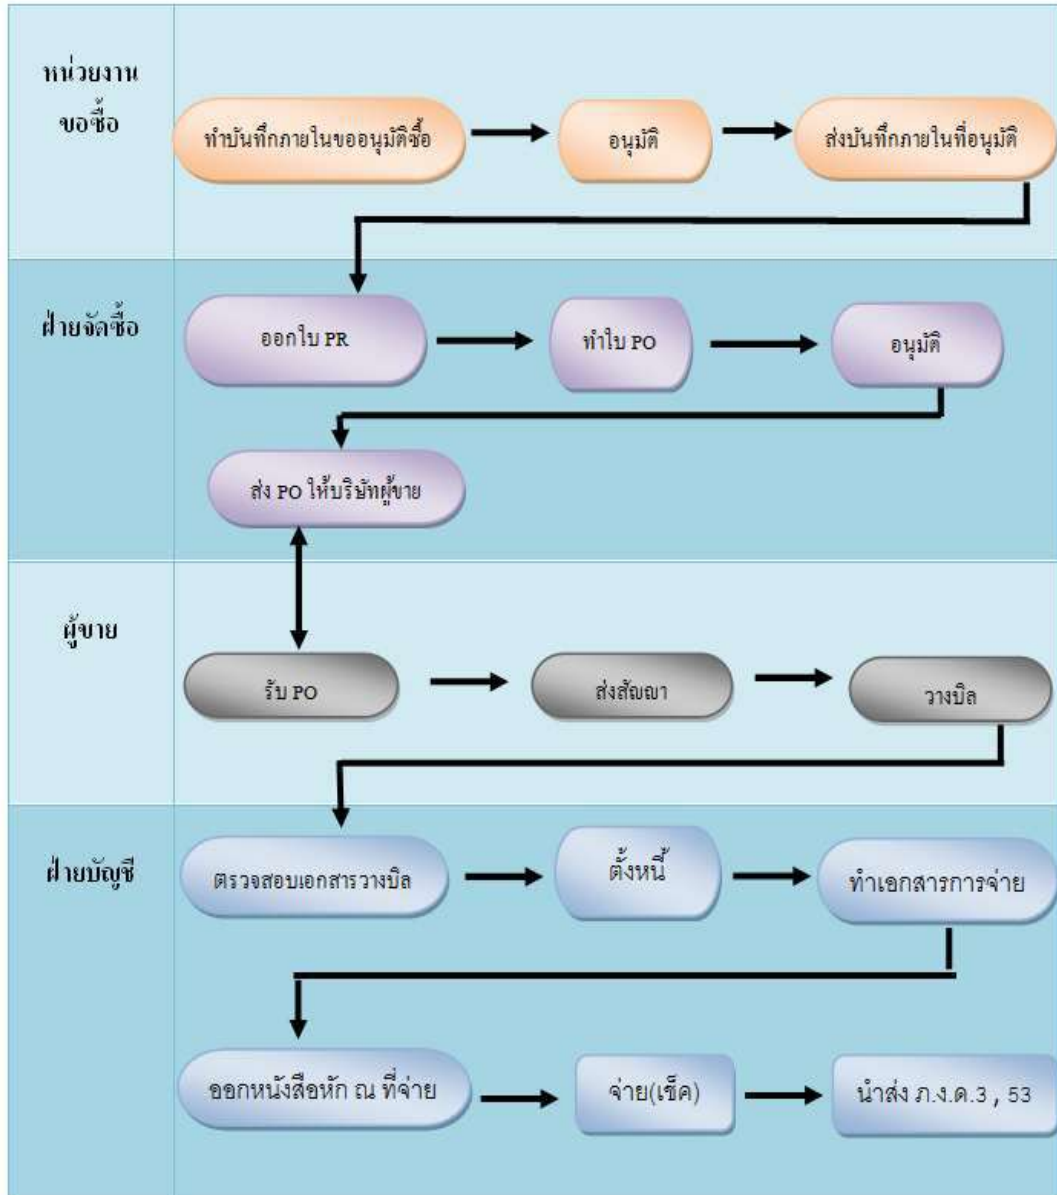 หน่วยงาน
ขอซื้อ
ทำบันทึกภายในขออนุมัติซื้อ
อนุมัติ
ส่งบันทึกภายในที่อนุมัติ
ฝ่ายจัดซื้อ
ออกใบ PR
ทำใบ PO
อนุมัติ
ส่ง PO ให้บริษัทผู้ขาย
ผู้ขาย
รับ PO
ส่งสัญญา
วางบิล
ฝ่ายบัญชี
ตรวจสอบเอกสารวางบิล
ตั้งหนี้
ทำเอกสารการจ่าย
ออกหนังสือหัก ณ ที่จ่าย
จ่าย(เช็ค)
นำส่ง ภ.ง.ด.3 , 53